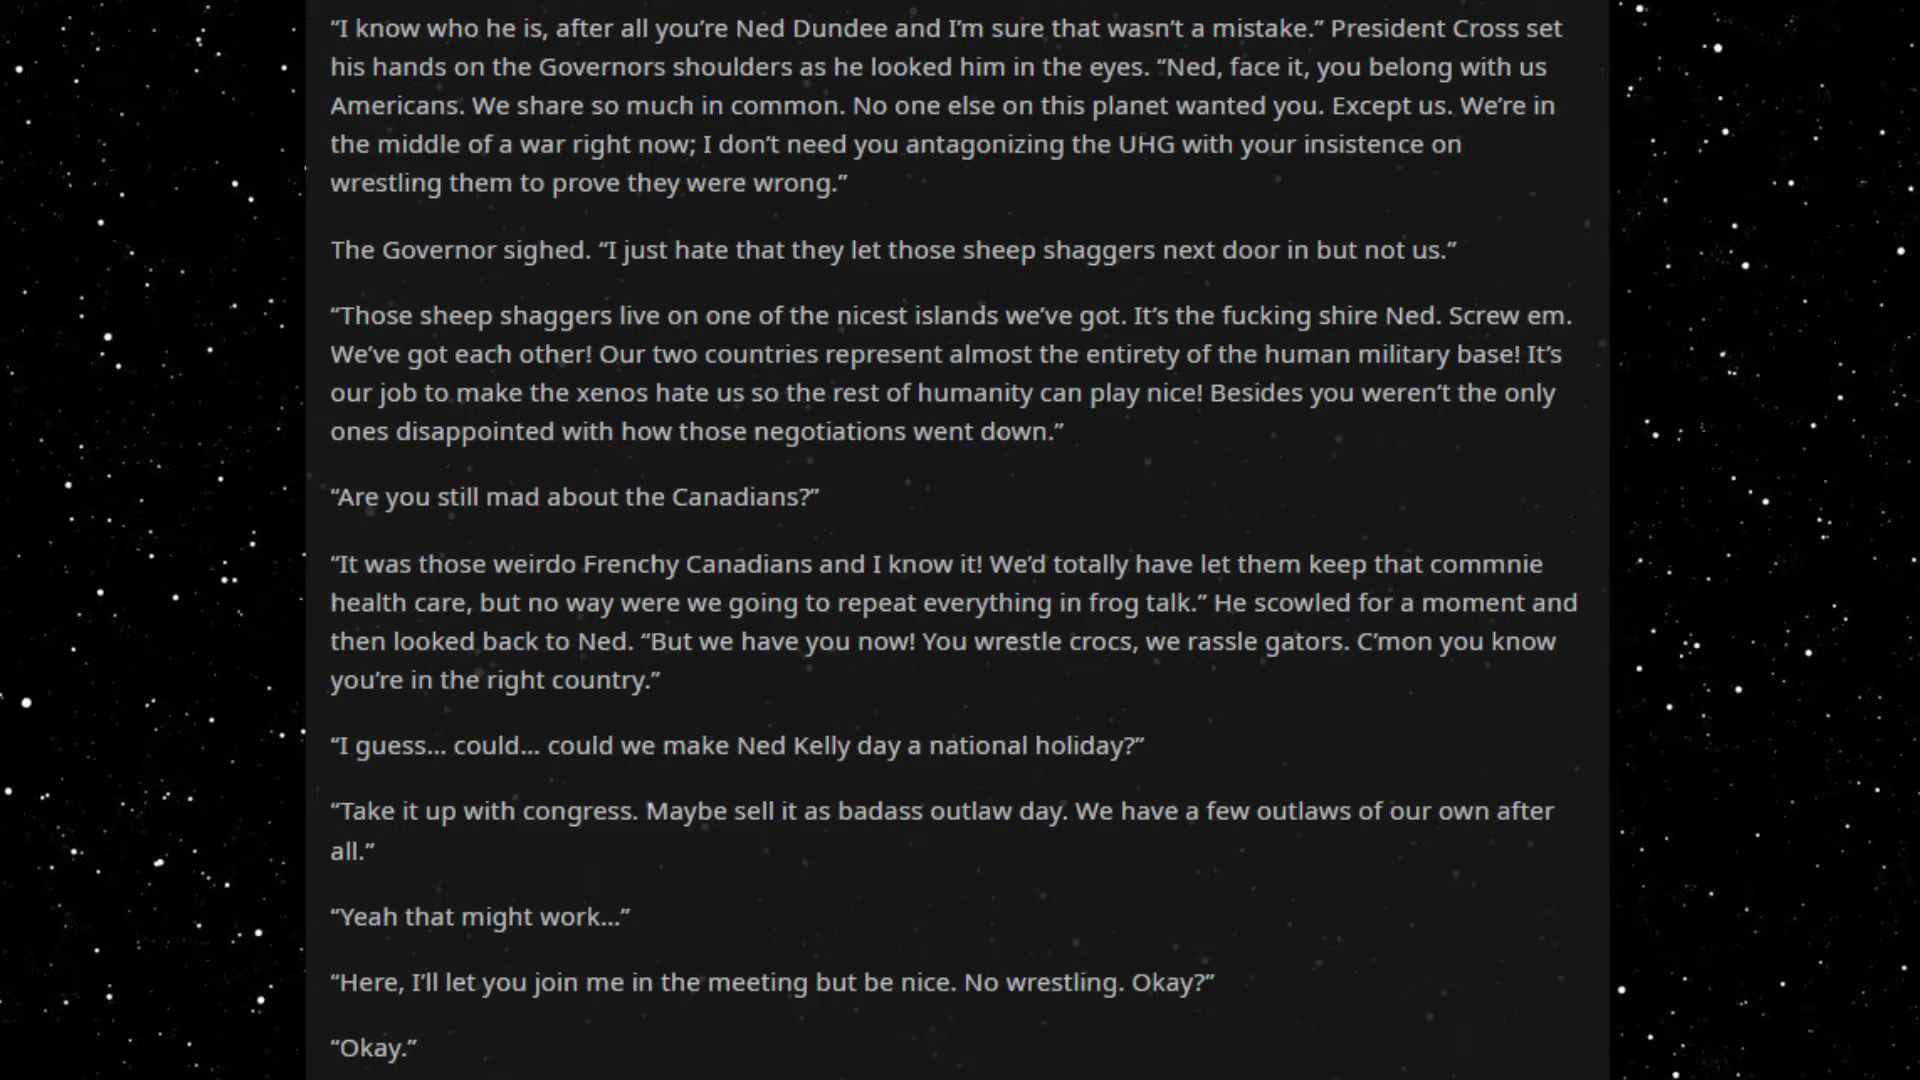 “I know who he is, after all you’re Ned Dundee and I’m sure that wasn’t a mistake.” President Cross set
his hands on the Governors shoulders as he looked him in the eyes. “Ned, face it, you belong with us
Americans. We share so much in common. No one else on this planet wanted you. Except us. We’re in
the middle of a war right now; I don’t need you antagonizing the UHG with your insistence on
wrestling them to prove they were wrong.”
The Governor sighed. “I just hate that they let those sheep shaggers next door in but not us.”
“Those sheep shaggers live on one of the nicest islands we’ve got. It’s the fucking shire Ned. Screw em.
We’ve got each other! Our two countries represent almost the entirety of the human military base! It’s
our job to make the xenos hate us so the rest of humanity can play nice! Besides you weren’t the only
ones disappointed with how those negotiations went down.”
“Are you still mad about the Canadians?”
“It was those weirdo Frenchy Canadians and I know it! We’d totally have let them keep that commnie
health care, but no way were we going to repeat everything in frog talk.” He scowled for a moment and
then looked back to Ned. “But we have you now! You wrestle crocs, we rassle gators. C’mon you know
you’re in the right country.”
“I guess… could… could we make Ned Kelly day a national holiday?”
“Take it up with congress. Maybe sell it as badass outlaw day. We have a few outlaws of our own after
all.”
“Yeah that might work…”
“Here, I’ll let you join me in the meeting but be nice. No wrestling. Okay?”
“Okay.”